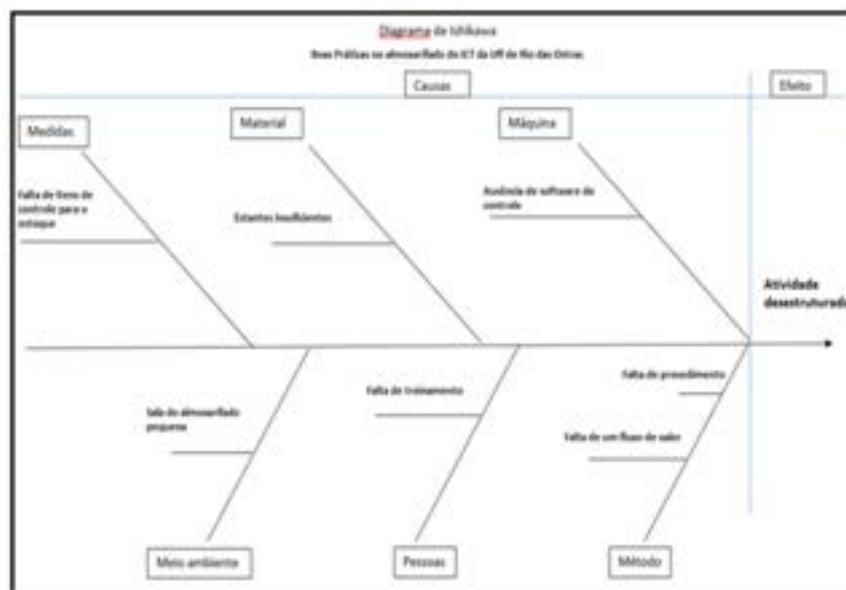 Diagrama de Ishikawa
Boas Práticas no almoxarifado do ICT da Uff de Rio das Ostras
Causas
Efeito
Medidas
Material
Máquina
Falta de itens de
controle para o
estoque
Estantes insuficientes
Ausência de software de
controle
Atividade
desestruturada
Sala do almoxarifado
pequena
Falta de treinamento
Falta de procedimento
Falta de um fluxo de valor
Meio ambiente
Pessoas
Método